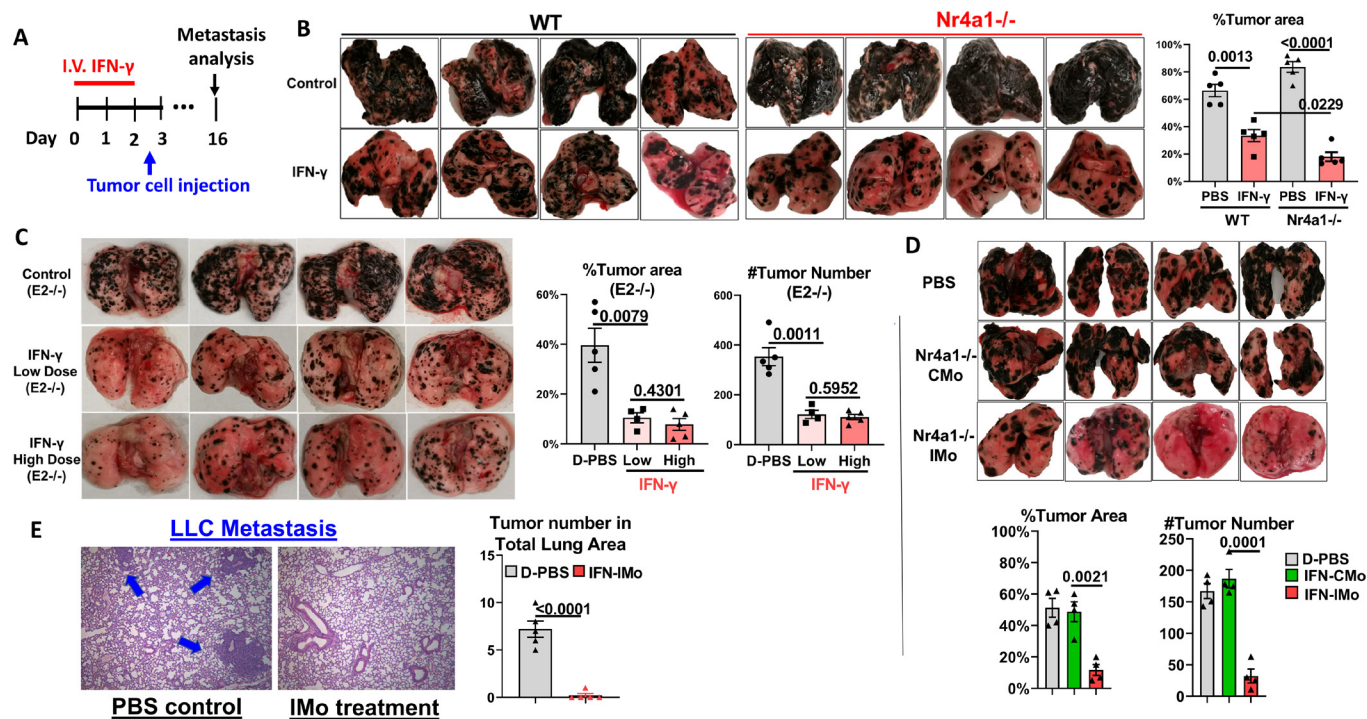 A
I.V. IFN-γ
Metastasis
analysis
Day
0
1
2
3
16
Tumor cell injection
B
WT
Nr4a1-/-
Control
IFN-γ
%Tumor area
100%
80%
60%
40%
20%
0%
0.0013
<0.0001
0.0229
PBS
IFN-γ
PBS
IFN-γ
WT
Nr4a1-/-
C
Control
(E2-/-)
IFN-γ
Low Dose
(E2-/-)
IFN-γ
High Dose
(E2-/-)
%Tumor area
(E2-/-)
60%
40%
20%
0%
0.0079
0.4301
D-PBS
Low
High
IFN-γ
#Tumor Number
(E2-/-)
600
400
200
0
0.0011
0.5952
D-PBS
Low
High
IFN-γ
D
PBS
Nr4a1-/-
CMo
Nr4a1-/-
IMo
%Tumor Area
100%
80%
60%
40%
20%
0%
0.0021
#Tumor Number
250
200
150
100
50
0
0.0001
D-PBS
IFN-CMo
IFN-IMo
E
LLC Metastasis
PBS control
IMo treatment
Tumor number in
Total Lung Area
15
10
5
0
D-PBS
IFN-IMo
<0.0001